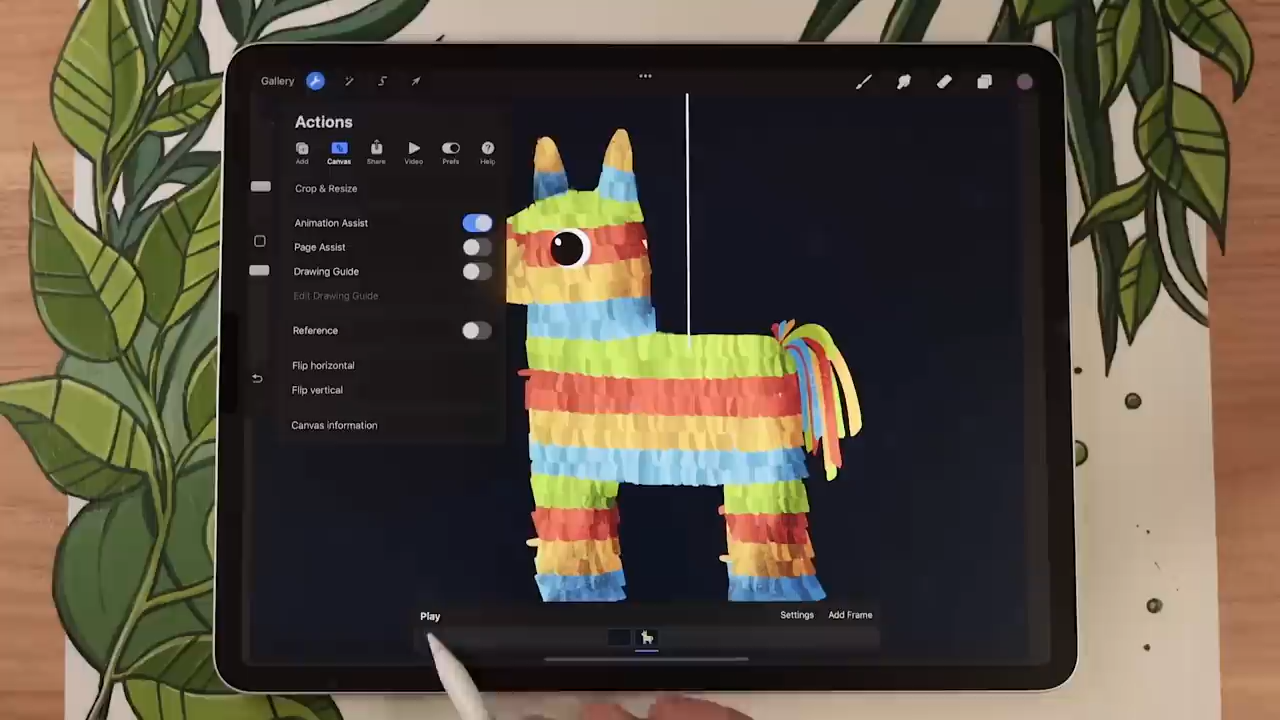 Gallery
Actions
Add Canvas Share Video Prefs Help
Crop & Resize
Animation Assist
Page Assist
Drawing Guide
Edit Drawing Guide
Reference
Flip horizontal
Flip vertical
Canvas information
Play
Settings Add Frame